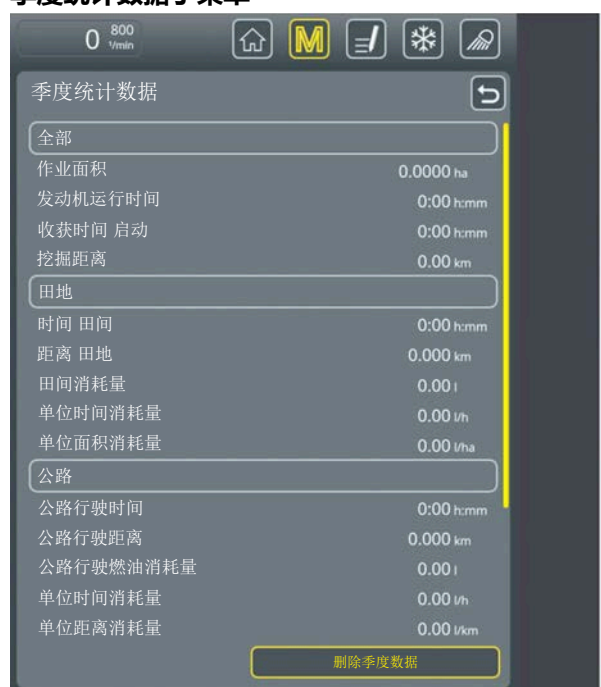 0 800 1/min
M
季度统计数据
全部
作业面积 0.0000 ha
发动机运行时间 0:00 h:mm
收获时间 启动 0:00 h:mm
挖掘距离 0.00 km
田地
时间 田间 0:00 h:mm
距离 田地 0.000 km
田间消耗量 0.00 l
单位时间消耗量 0.00 l/h
单位面积消耗量 0.00 l/ha
公路
公路行驶时间 0:00 h:mm
公路行驶距离 0.000 km
公路行驶燃油消耗量 0.00 l
单位时间消耗量 0.00 l/h
单位距离消耗量 0.00 l/km
删除季度数据